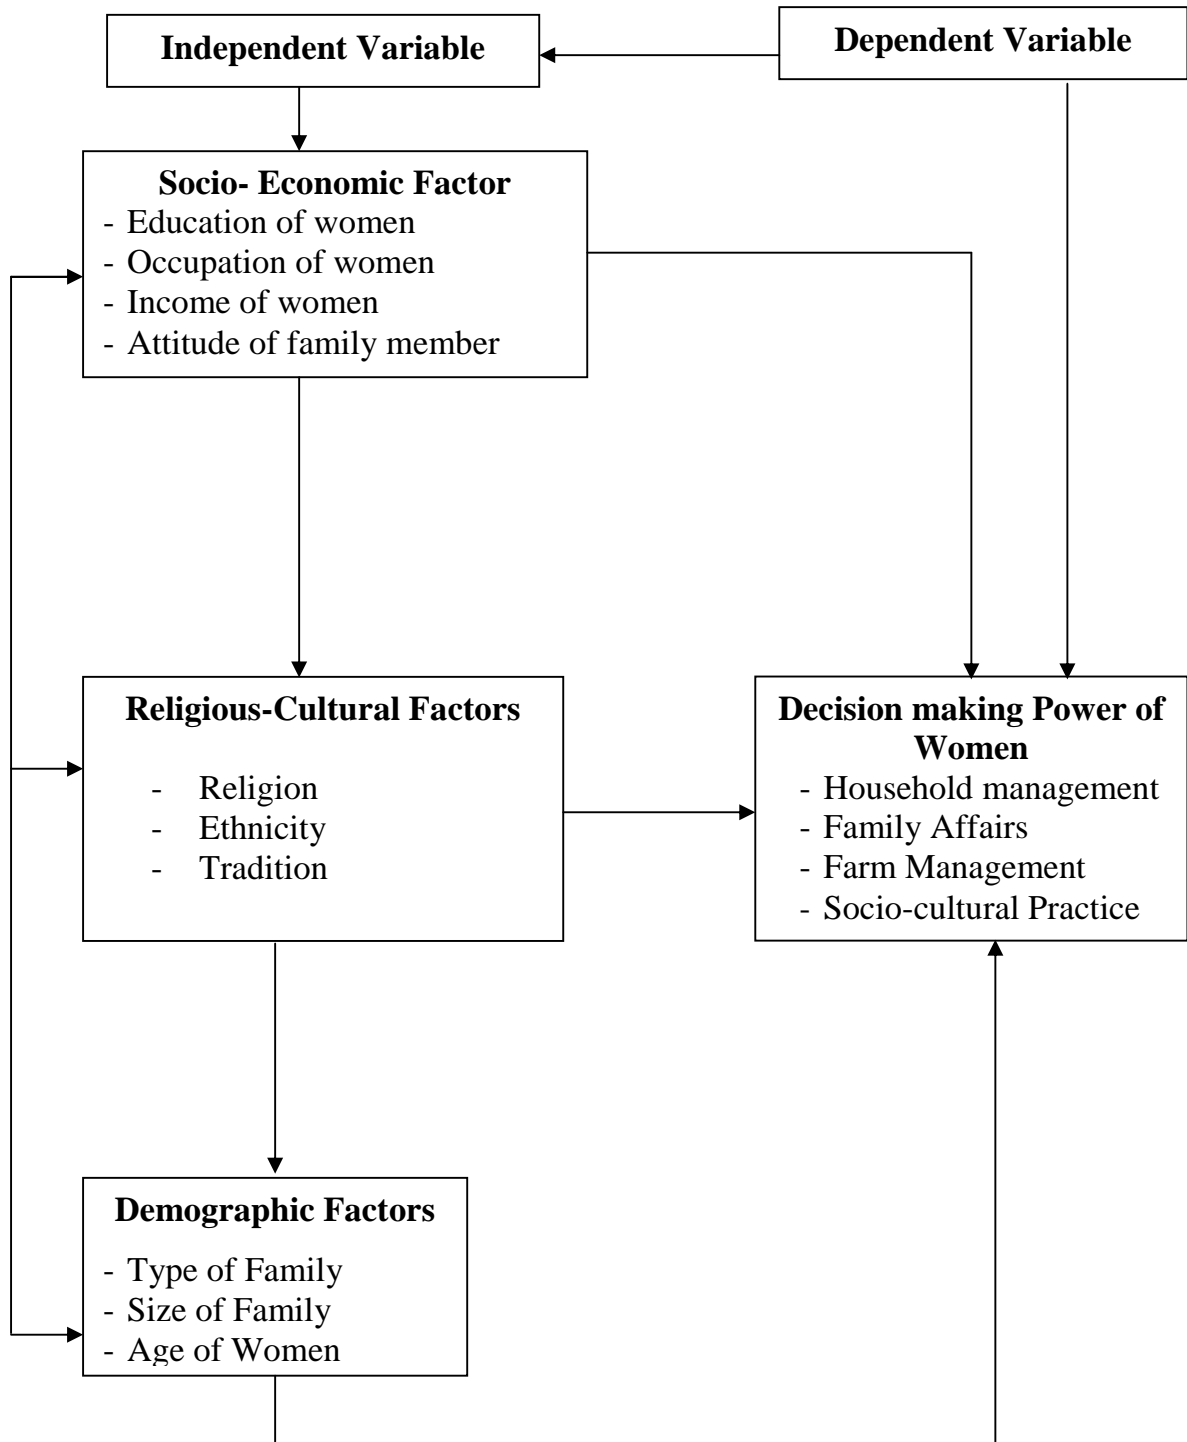 Independent Variable
Dependent Variable
Socio- Economic Factor
- Education of women
- Occupation of women
- Income of women
- Attitude of family member
Religious-Cultural Factors
- Religion
- Ethnicity
- Tradition
Decision making Power of
Women
- Household management
- Family Affairs
- Farm Management
- Socio-cultural Practice
Demographic Factors
- Type of Family
- Size of Family
- Age of Women